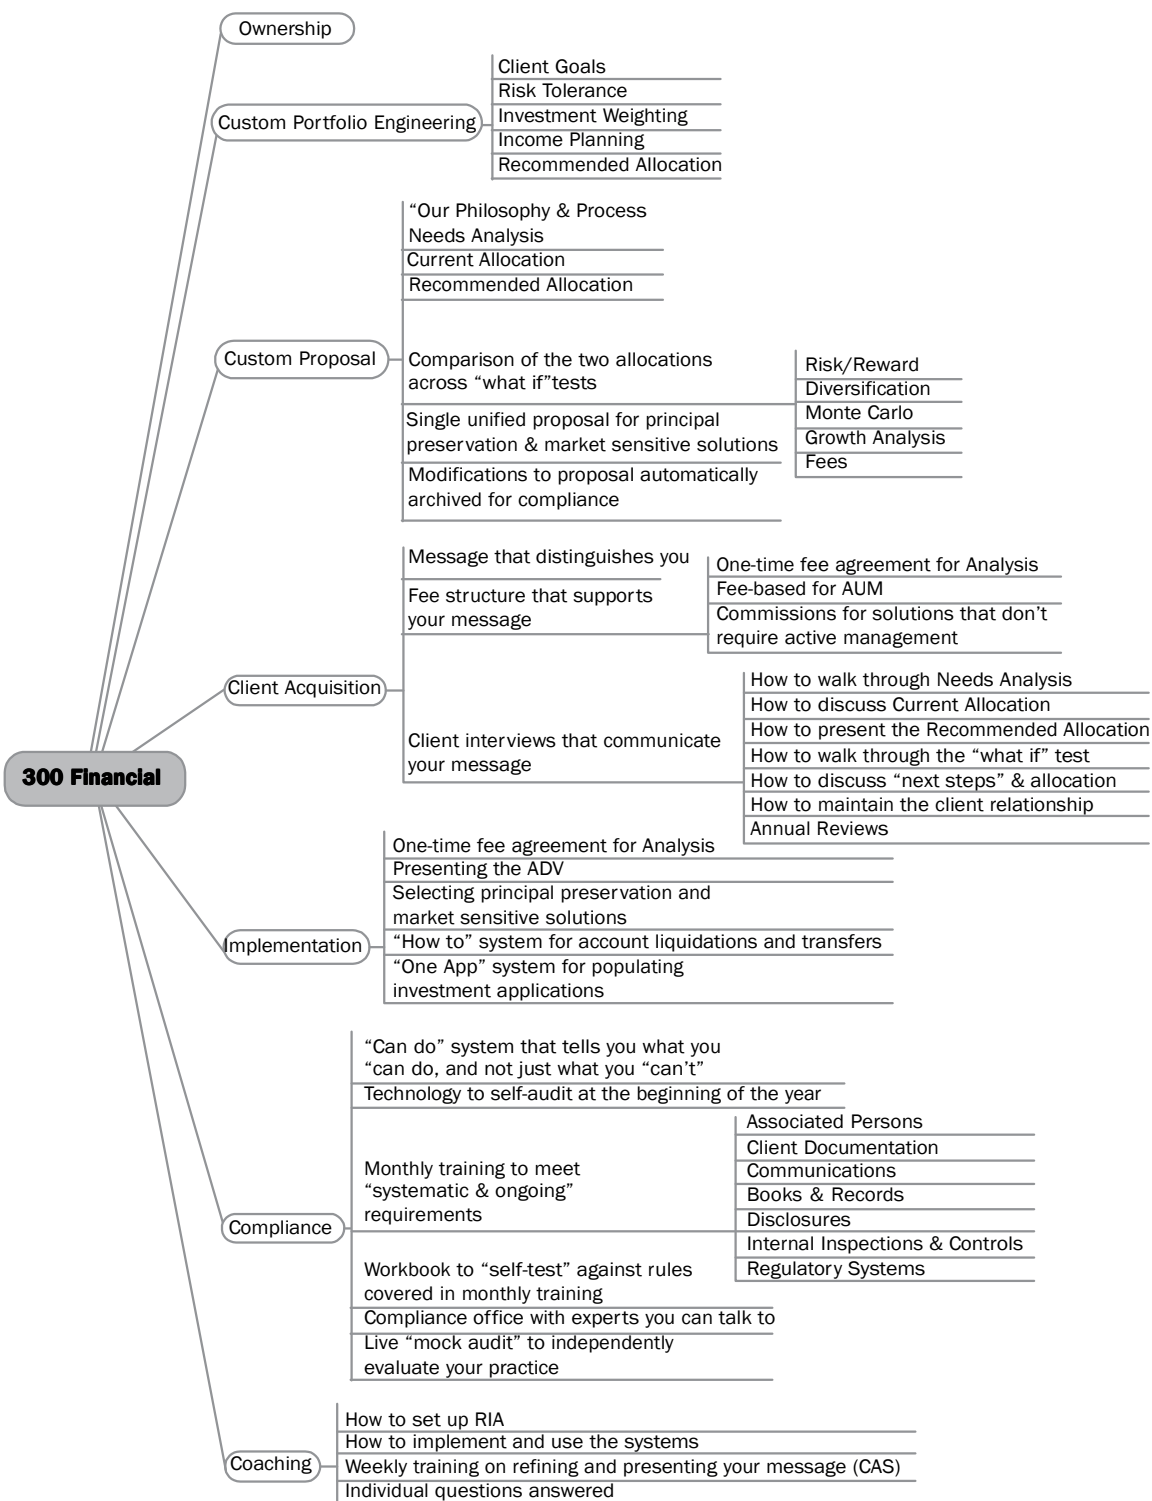 Ownership
Custom Portfolio Engineering
Client Goals
Risk Tolerance
Investment Weighting
Income Planning
Recommended Allocation
Custom Proposal
“Our Philosophy & Process
Needs Analysis
Current Allocation
Recommended Allocation
Comparison of the two allocations
across “what if”tests
Risk/Reward
Diversification
Monte Carlo
Growth Analysis
Fees
Single unified proposal for principal
preservation & market sensitive solutions
Modifications to proposal automatically
archived for compliance
Client Acquisition
Message that distinguishes you
Fee structure that supports
your message
One-time fee agreement for Analysis
Fee-based for AUM
Commissions for solutions that don’t
require active management
Client interviews that communicate
your message
How to walk through Needs Analysis
How to discuss Current Allocation
How to present the Recommended Allocation
How to walk through the “what if” test
How to discuss “next steps” & allocation
How to maintain the client relationship
Annual Reviews
300 Financial
Implementation
One-time fee agreement for Analysis
Presenting the ADV
Selecting principal preservation and
market sensitive solutions
“How to” system for account liquidations and transfers
“One App” system for populating
investment applications
Compliance
“Can do” system that tells you what you
“can do, and not just what you “can’t”
Technology to self-audit at the beginning of the year
Monthly training to meet
“systematic & ongoing”
requirements
Associated Persons
Client Documentation
Communications
Books & Records
Disclosures
Internal Inspections & Controls
Regulatory Systems
Workbook to “self-test” against rules
covered in monthly training
Compliance office with experts you can talk to
Live “mock audit” to independently
evaluate your practice
Coaching
How to set up RIA
How to implement and use the systems
Weekly training on refining and presenting your message (CAS)
Individual questions answered